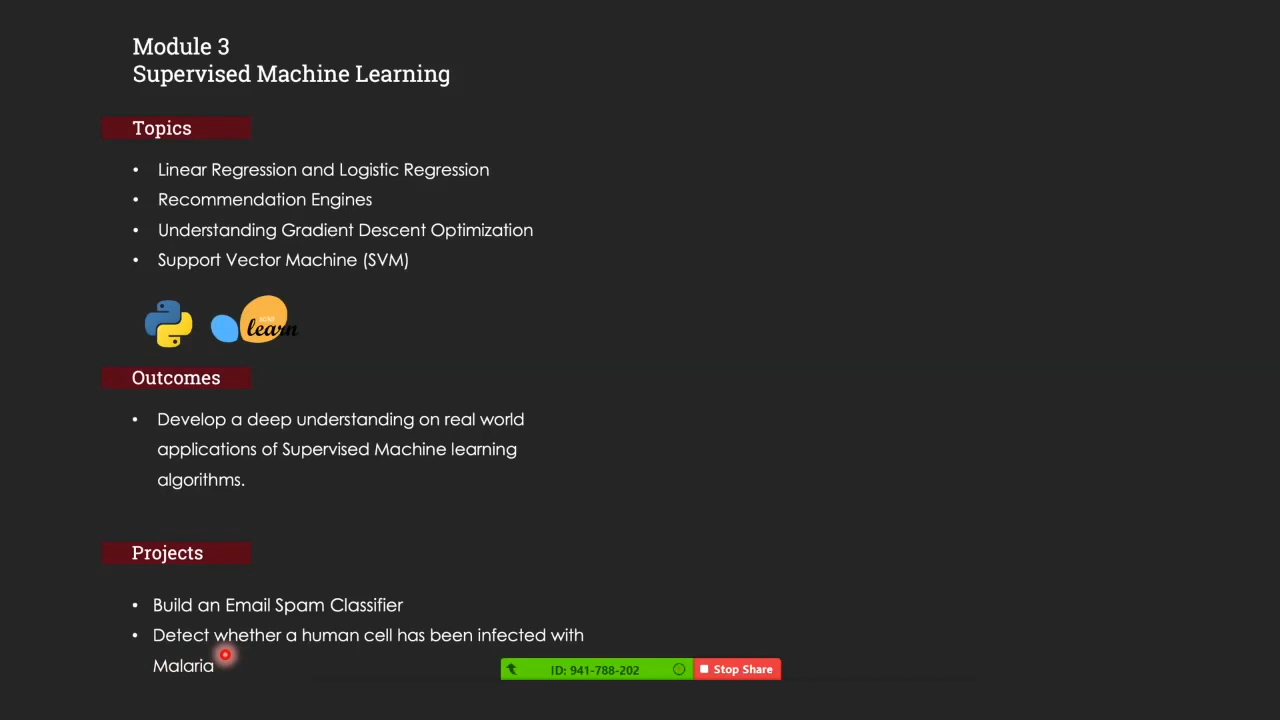 Module 3
Supervised Machine Learning
Topics
• Linear Regression and Logistic Regression
• Recommendation Engines
• Understanding Gradient Descent Optimization
• Support Vector Machine (SVM)
learn
Outcomes
• Develop a deep understanding on real world
applications of Supervised Machine learning
algorithms.
Projects
• Build an Email Spam Classifier
• Detect whether a human cell has been infected with
Malaria
ID: 941-788-202
Stop Share